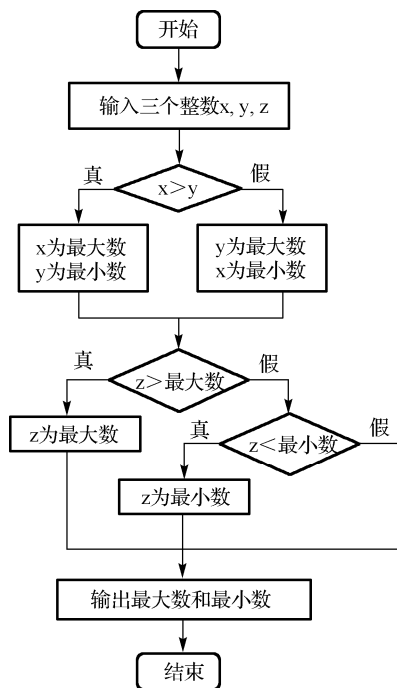 开始
输入三个整数x, y, z
真
x>y
假
x为最大数
y为最小数
y为最大数
x为最小数
真
z>最大数
假
z为最大数
真
z<最小数
假
z为最小数
输出最大数和最小数
结束